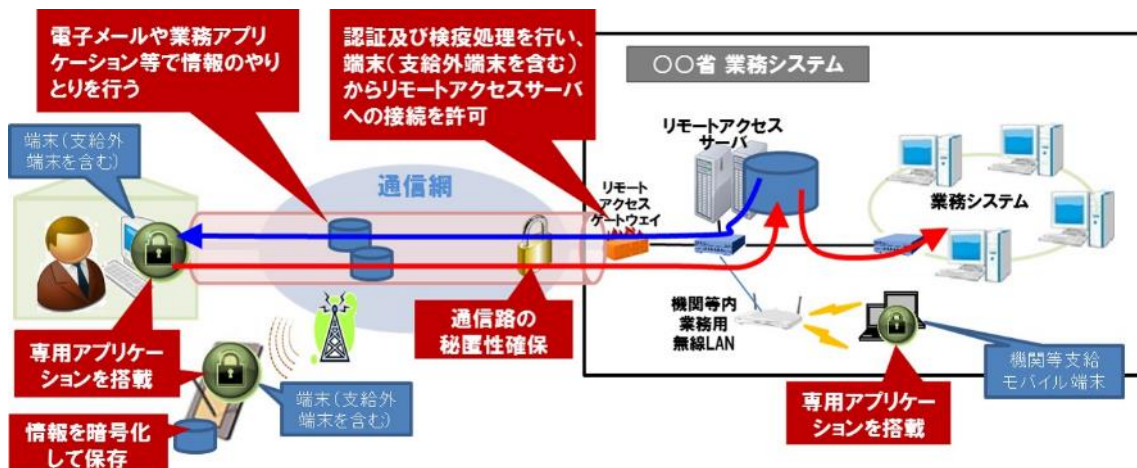 電子メールや業務アプリ
ケーション等で情報のやり
とりを行う
認証及び検疫処理を行い、
端末(支給外端末を含む)
からリモートアクセスサーバ
への接続を許可
〇〇省 業務システム
端末(支給外
端末を含む)
通信網
リモート
アクセス
ゲートウェイ
リモートアクセス
サーバ
業務システム
専用アプリケー
ションを搭載
通信路の
秘匿性確保
機関等内
業務用
無線LAN
機関等支給
モバイル端末
端末(支給外
端末を含む)
専用アプリケー
ションを搭載
情報を暗号化
して保存